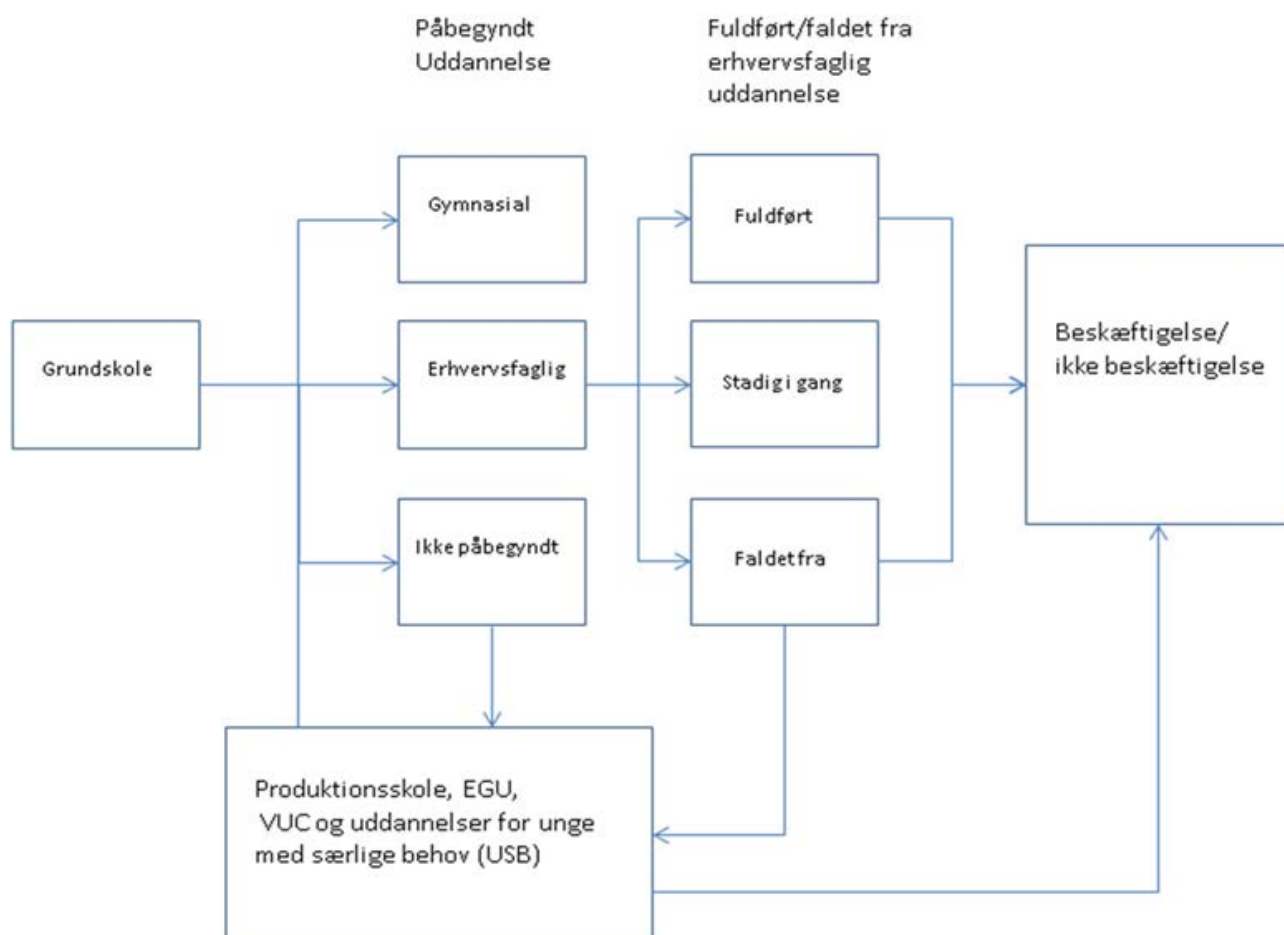 Påbegyndt
Uddannelse
Fuldført/faldet fra
erhvervsfaglig
uddannelse
Gymnasial
Fuldført
Grundskole
Erhvervsfaglig
Stadig i gang
Beskæftigelse/
ikke beskæftigelse
Ikke påbegyndt
Faldet fra
Produktionsskole, EGU,
VUC og uddannelser for unge
med særlige behov (USB)